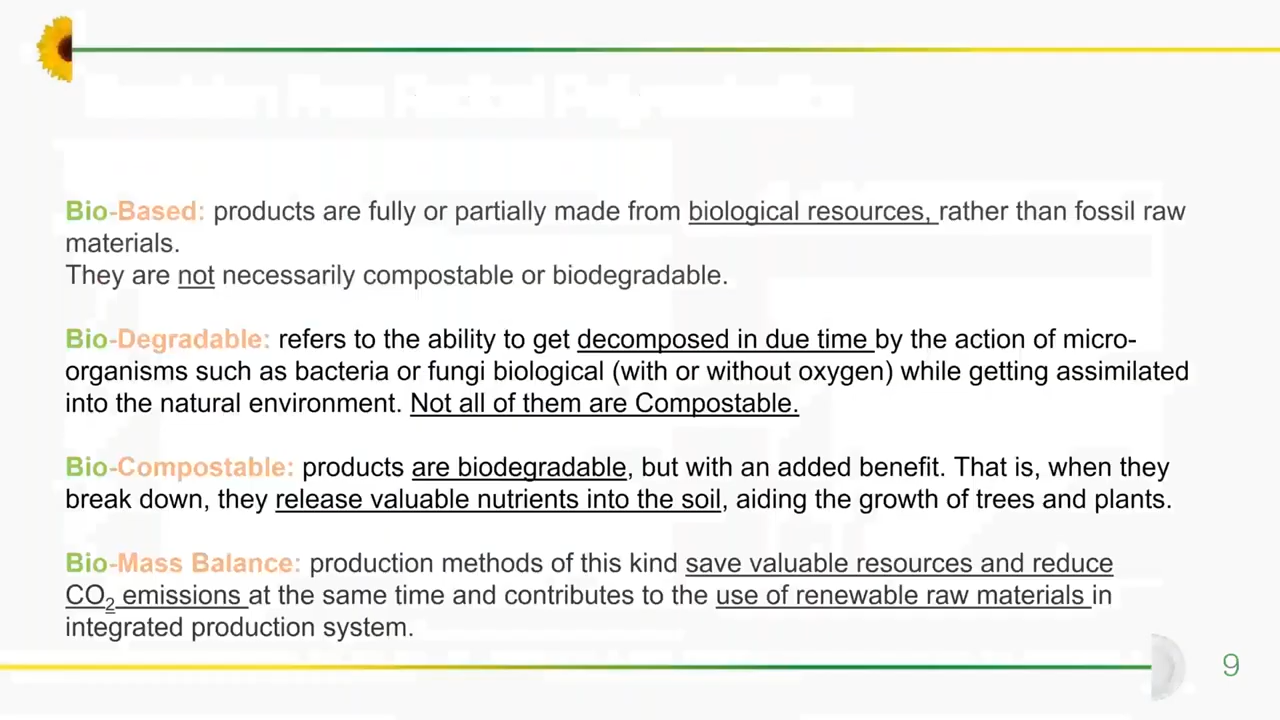 Bio-Based: products are fully or partially made from biological resources, rather than fossil raw
materials.
They are not necessarily compostable or biodegradable.
Bio-Degradable: refers to the ability to get decomposed in due time by the action of micro-
organisms such as bacteria or fungi biological (with or without oxygen) while getting assimilated
into the natural environment. Not all of them are Compostable.
Bio-Compostable: products are biodegradable, but with an added benefit. That is, when they
break down, they release valuable nutrients into the soil, aiding the growth of trees and plants.
Bio-Mass Balance: production methods of this kind save valuable resources and reduce
CO₂ emissions at the same time and contributes to the use of renewable raw materials in
integrated production system.
9